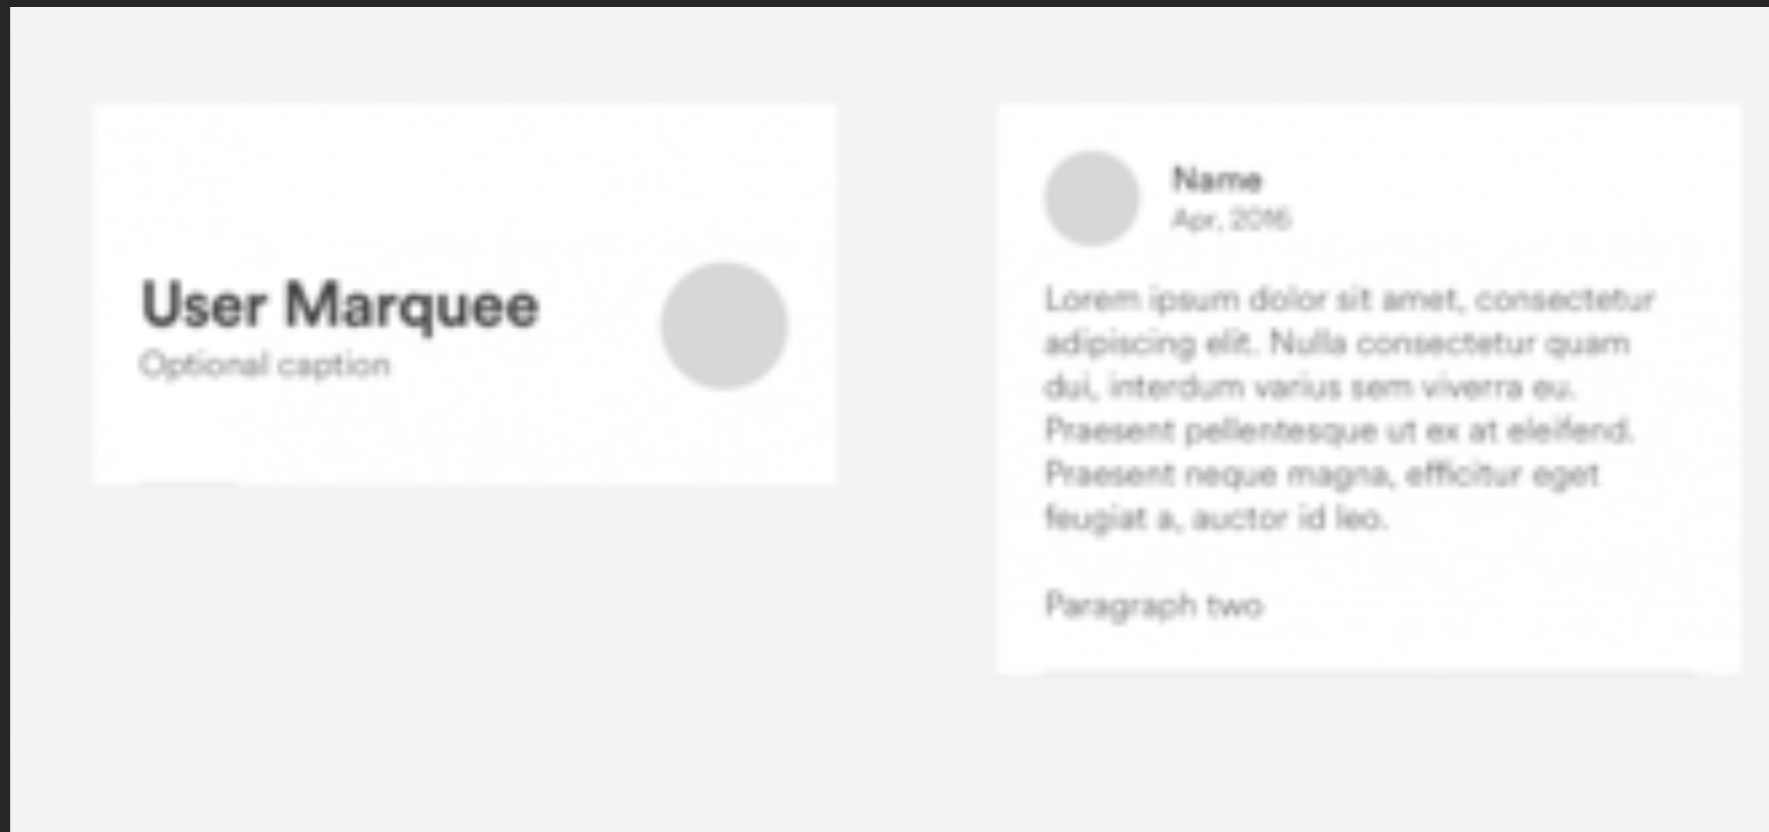 User Marquee
Optional caption
Name
Apr, 2016
Lorem ipsum dolor sit amet, consectetur
adipiscing elit. Nulla consectetur quam
dui, interdum varius sem viverra eu.
Praesent pellentesque ut ex at eleifend.
Praesent neque magna, efficitur eget
feugiat a, auctor id leo.
Paragraph two